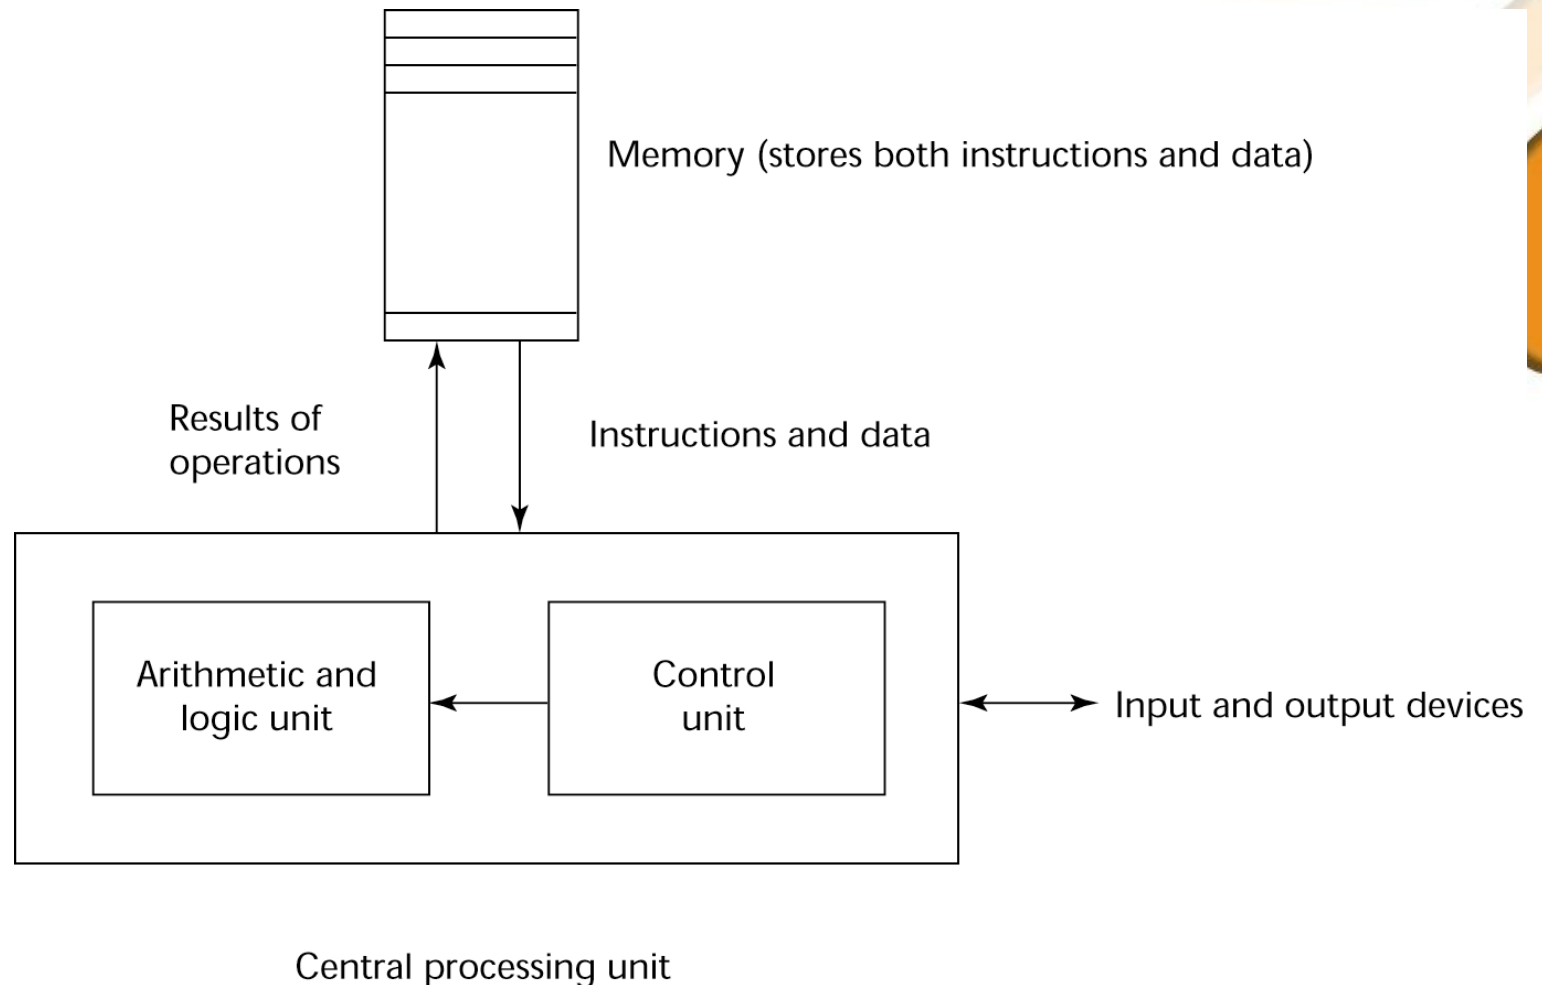 Memory (stores both instructions and data)
Results of
operations
Instructions and data
Arithmetic and
logic unit
Control
unit
Input and output devices
Central processing unit